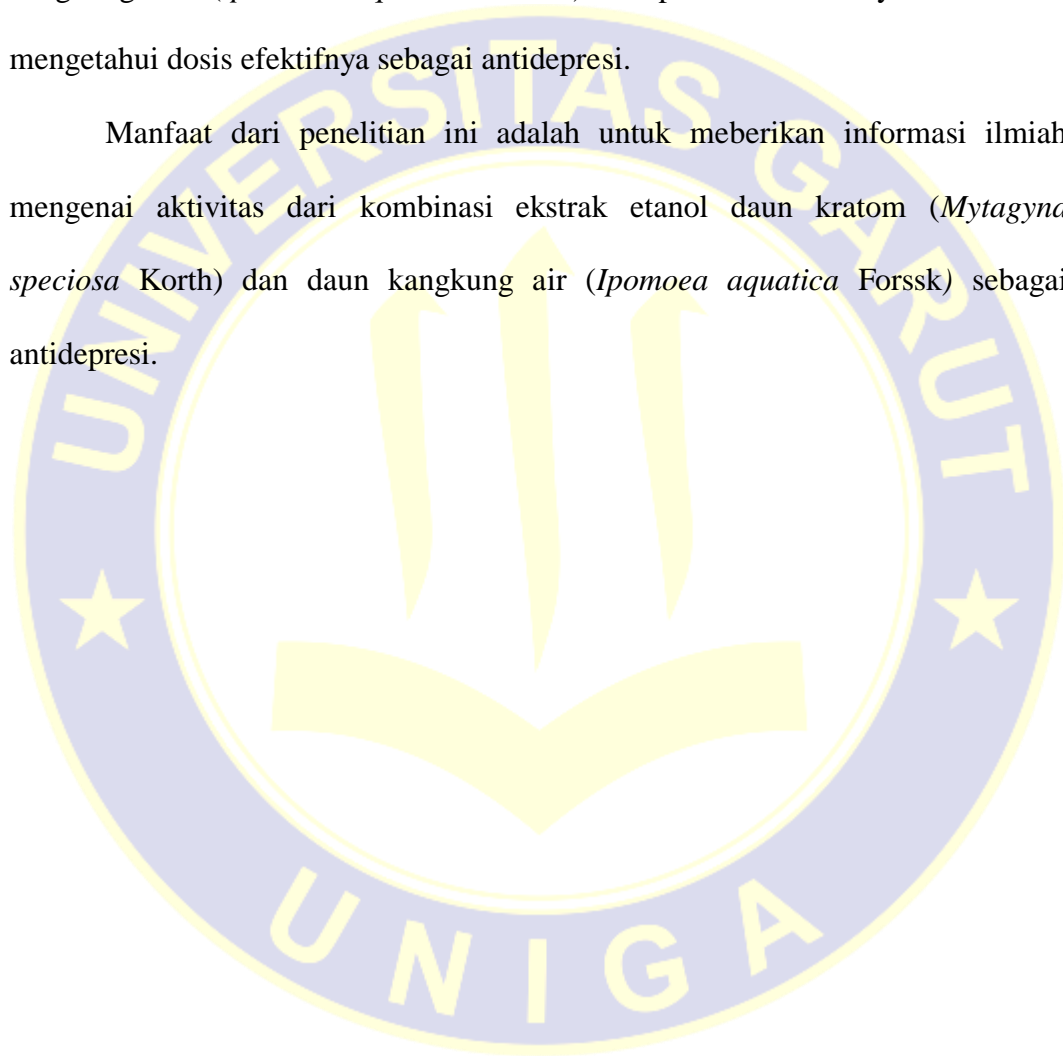 mengetahui dosis efektifnya sebagai antidepresi.
Manfaat dari penelitian ini adalah untuk meberikan informasi ilmiah
mengenai aktivitas dari kombinasi ekstrak etanol daun kratom (Mytagyna
speciosa Korth) dan daun kangkung air (Ipomoea aquatica Forssk) sebagai
antidepresi.
UNIVERSITAS GARUT
UNIGA